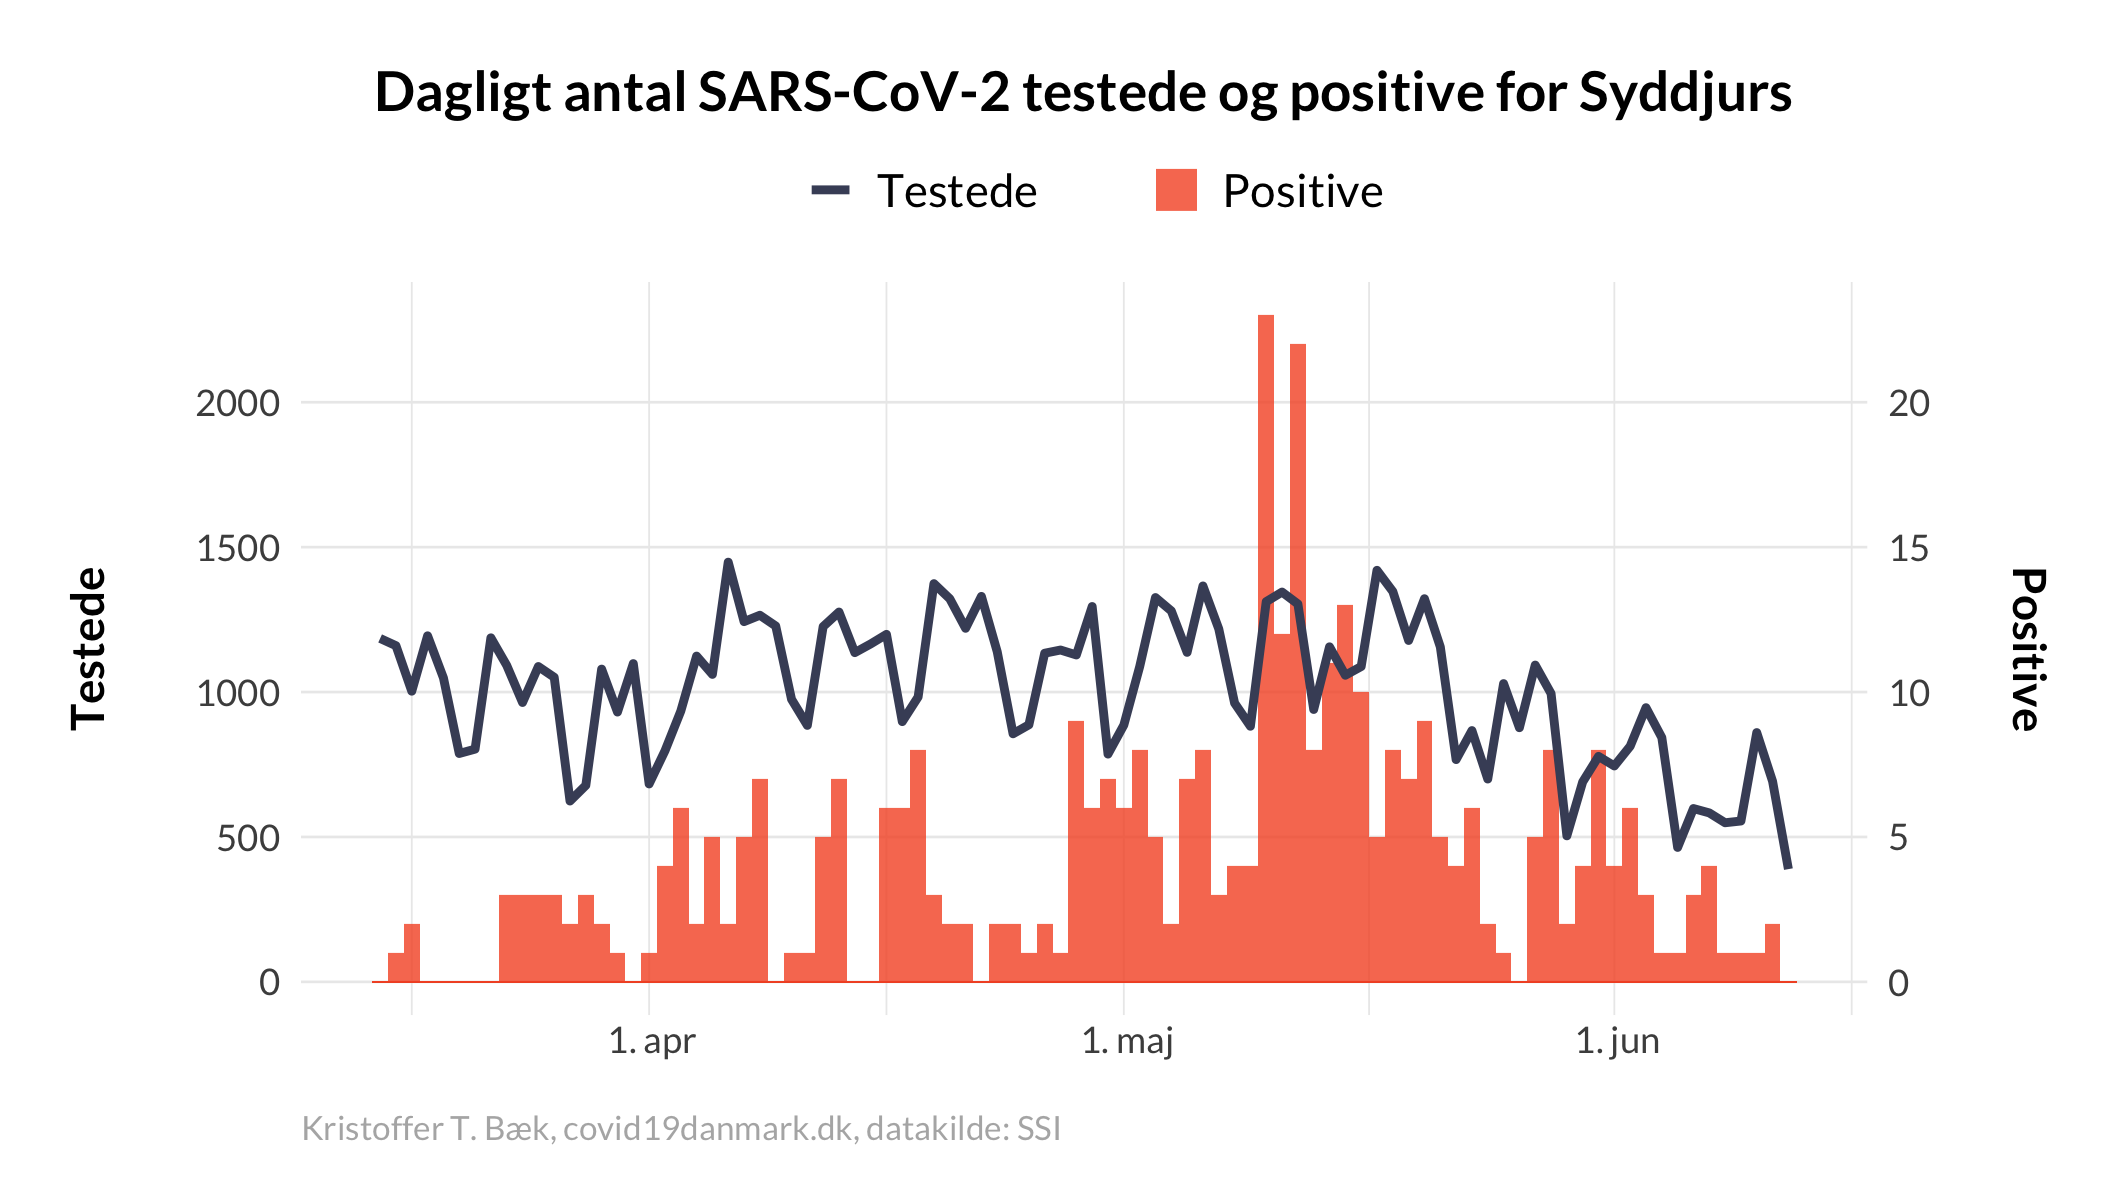 Dagligt antal SARS-CoV-2 testede og positive for Syddjurs
Testede
Positive
2000
20
1500
15
Testede
Positive
1000
10
500
5
0
0
1. apr
1. maj
1. jun
Kristoffer T. Bæk, covid19danmark.dk, datakilde: SSI